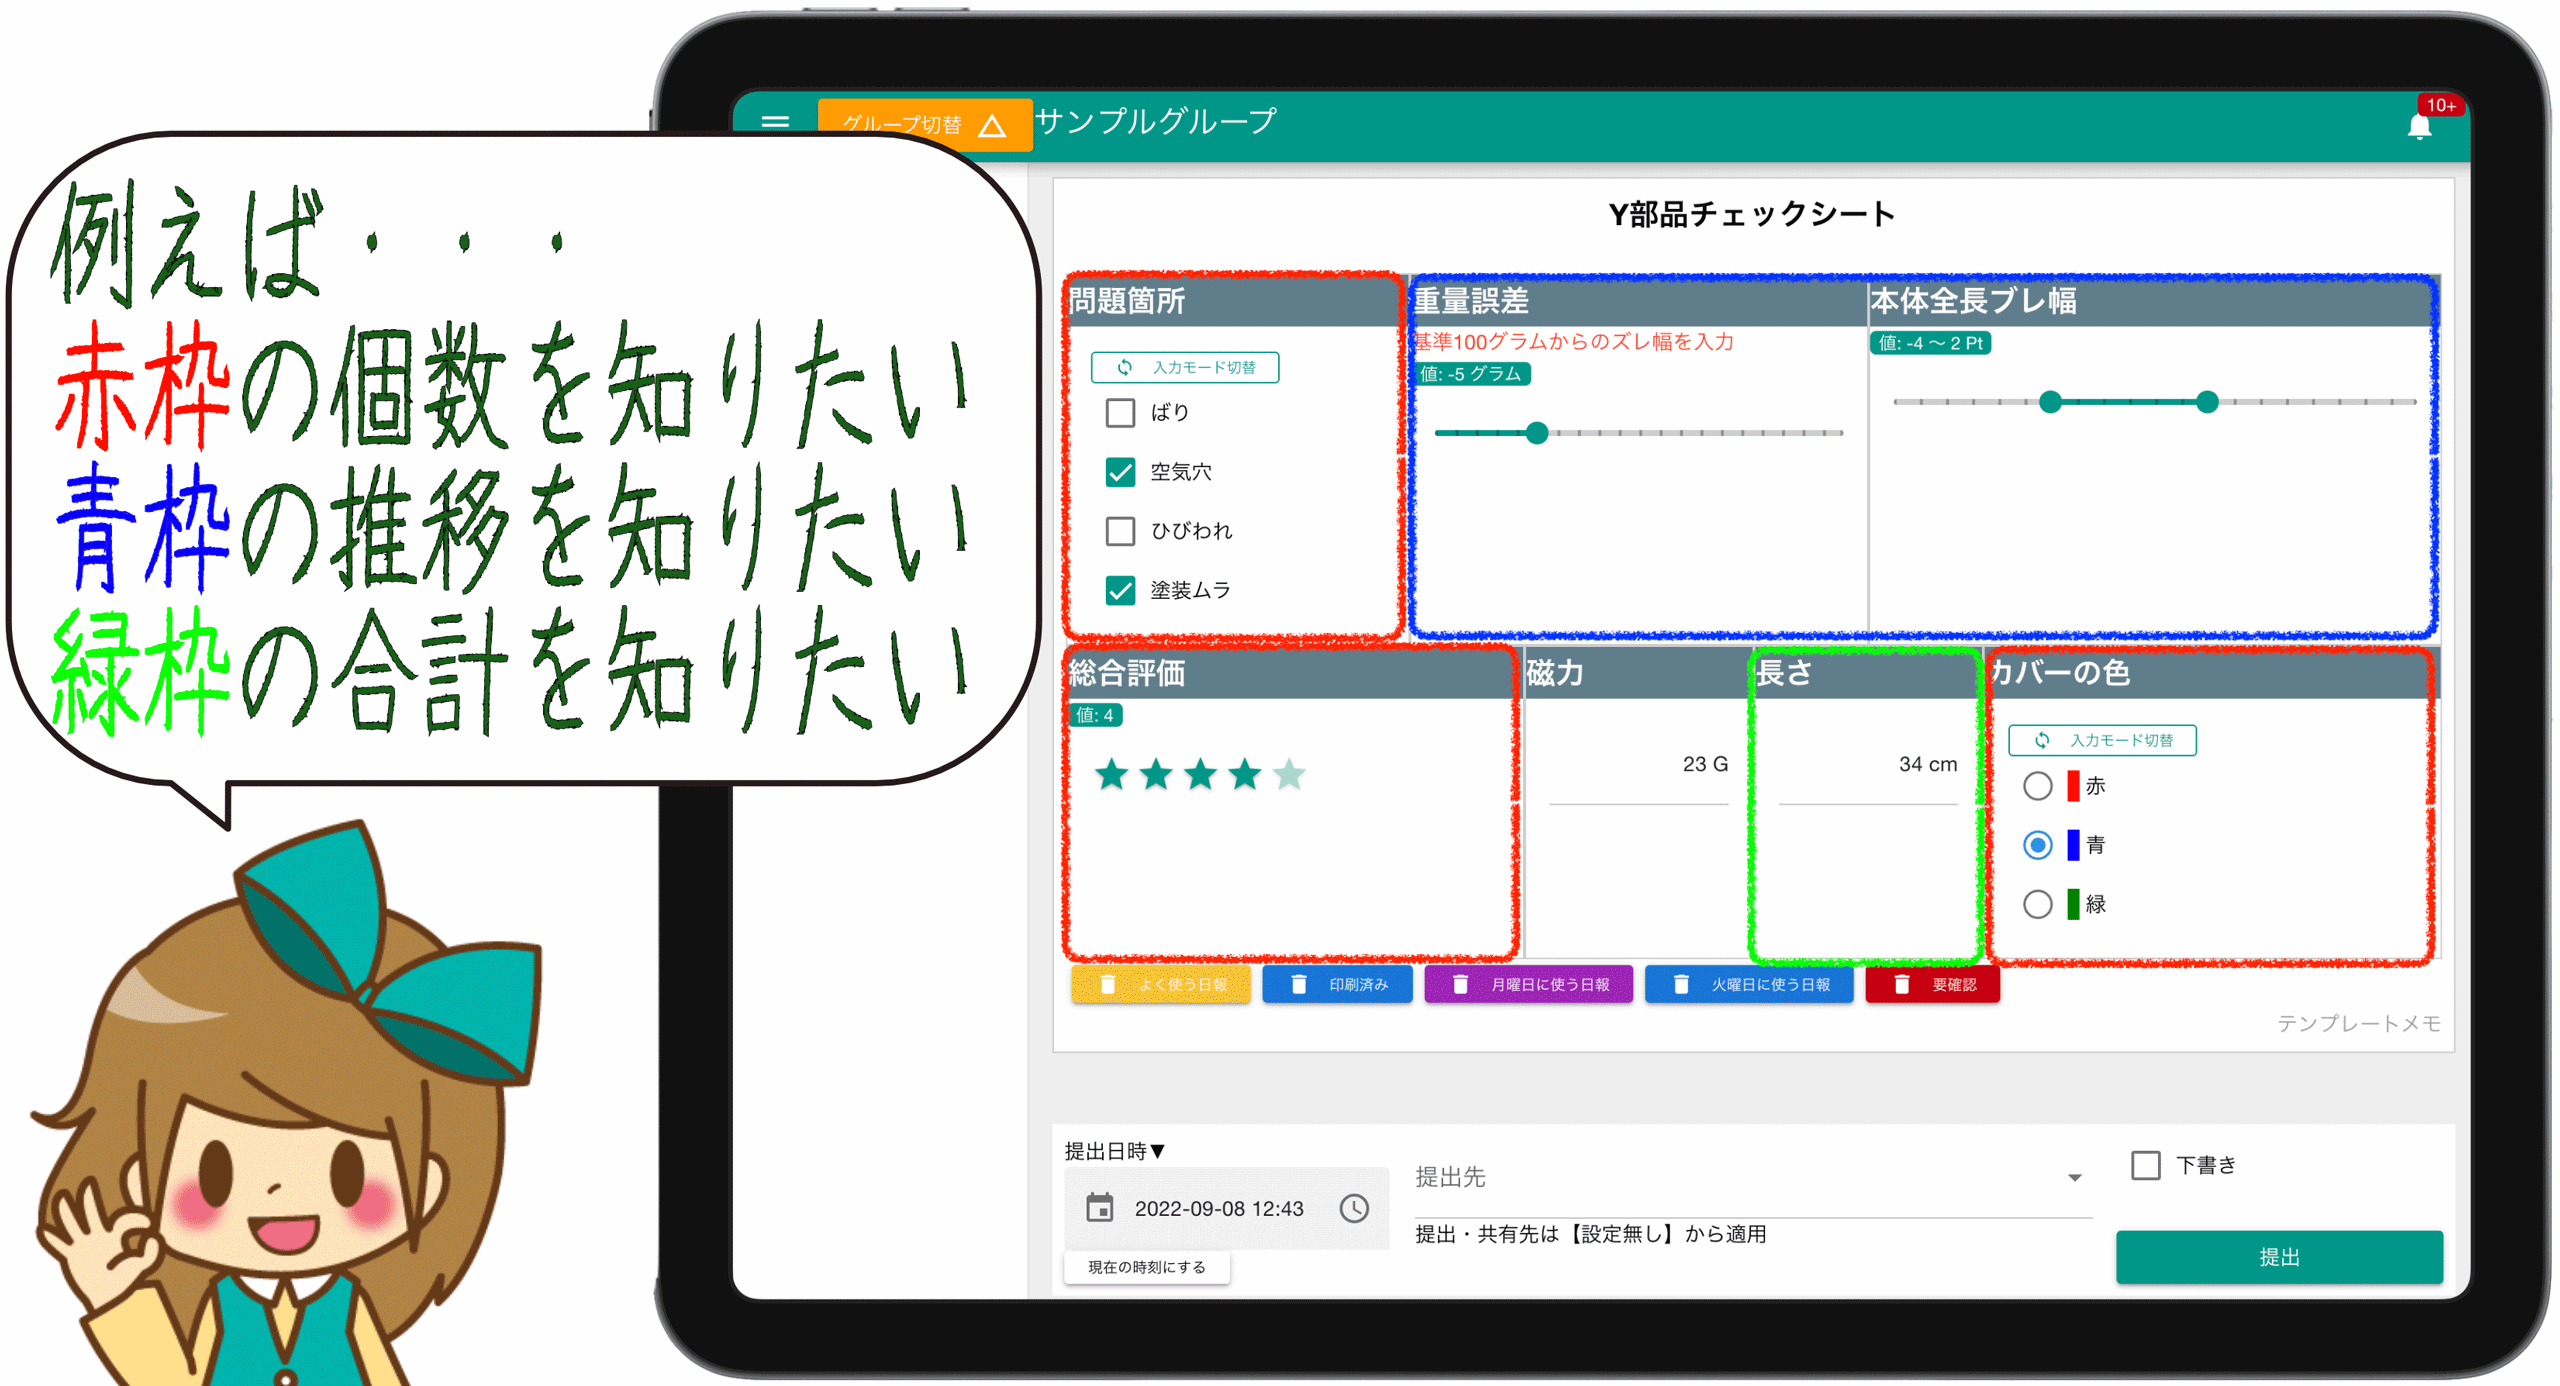 例えば・・・
赤枠の個数を知りたい
青枠の推移を知りたい
緑枠の合計を知りたい
グループ切替
サンプルグループ
10+
Y部品チェックシート
問題箇所
入力モード切替
ばり
空気穴
ひびわれ
塗装ムラ
重量誤差
基準100グラムからのズレ幅を入力
値: -5 グラム
本体全長ブレ幅
値: -4 〜 2 Pt
総合評価
値: 4
磁力
23 G
長さ
34 cm
カバーの色
入力モード切替
赤
青
緑
よく使う日報
印刷済み
月曜日に使う日報
火曜日に使う日報
要確認
テンプレートメモ
提出日時▼
2022-09-08 12:43
現在の時刻にする
提出先
提出・共有先は【設定無し】から適用
下書き
提出